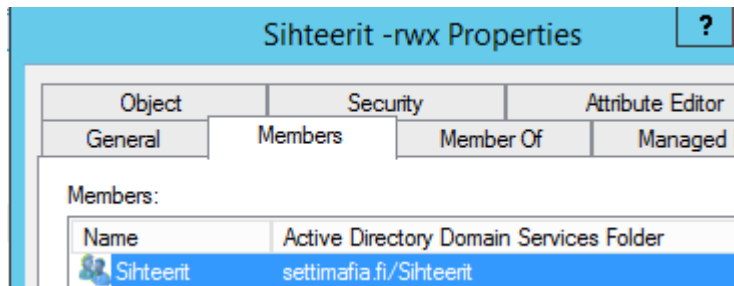 Sihteerit -rwx Properties ?
Object Security Attribute Editor
General Members Member Of Managed
Members:
Name Active Directory Domain Services Folder
Sihteerit settimafia.fi/Sihteerit